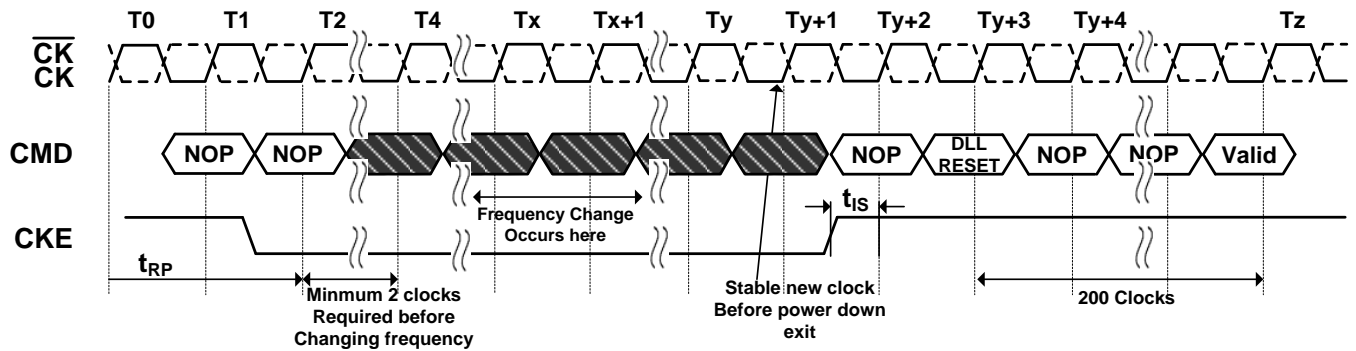 T0 T1 T2 T4 Tx Tx+1 Ty Ty+1 Ty+2 Ty+3 Ty+4 Tz
CK
CK
CMD NOP NOP NOP DLL RESET NOP NOP Valid
Frequency Change
Occurs here
tIS
CKE
tRP
Minmum 2 clocks
Required before
Changing frequency
Stable new clock
Before power down
exit
200 Clocks